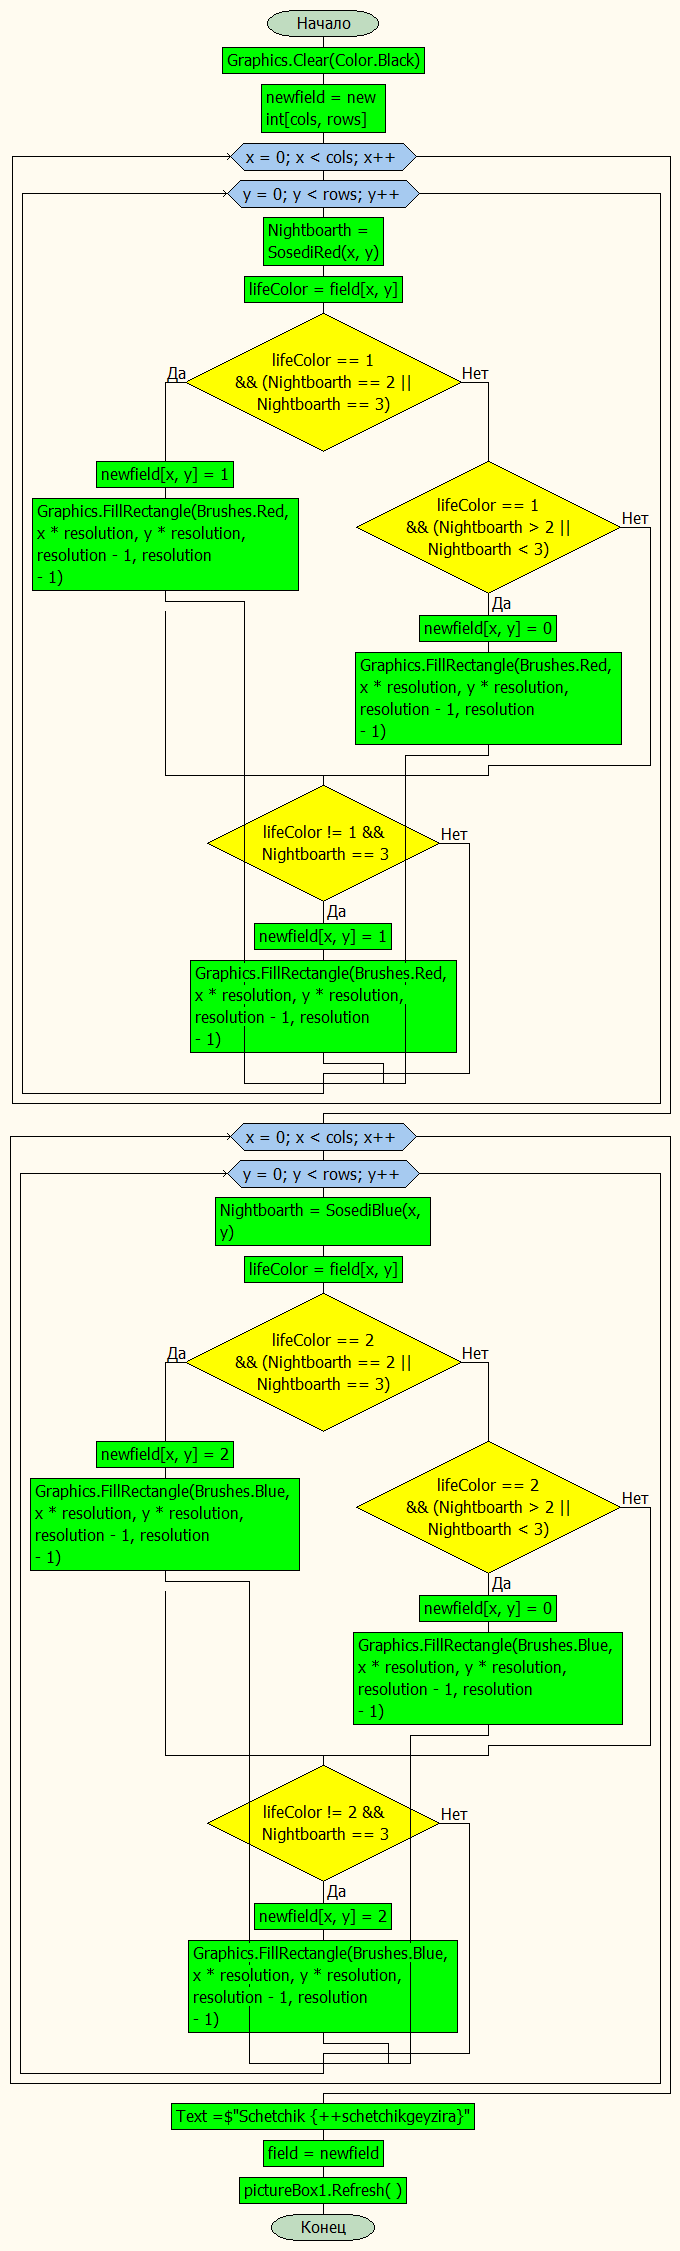 Начало
Graphics.Clear(Color.Black)
newfield = new
int[cols, rows]
x = 0; x < cols; x++
y = 0; y < rows; y++
Nightboarth =
SosediRed(x, y)
lifeColor = field[x, y]
lifeColor == 1
&& (Nightboarth == 2 ||
Nightboarth == 3)
Да
Нет
newfield[x, y] = 1
Graphics.FillRectangle(Brushes.Red,
x * resolution, y * resolution,
resolution - 1, resolution
- 1)
lifeColor == 1
&& (Nightboarth > 2 ||
Nightboarth < 3)
Нет
Да
newfield[x, y] = 0
Graphics.FillRectangle(Brushes.Red,
x * resolution, y * resolution,
resolution - 1, resolution
- 1)
lifeColor != 1 &&
Nightboarth == 3
Нет
Да
newfield[x, y] = 1
Graphics.FillRectangle(Brushes.Red,
x * resolution, y * resolution,
resolution - 1, resolution
- 1)
x = 0; x < cols; x++
y = 0; y < rows; y++
Nightboarth = SosediBlue(x,
y)
lifeColor = field[x, y]
lifeColor == 2
&& (Nightboarth == 2 ||
Nightboarth == 3)
Да
Нет
newfield[x, y] = 2
Graphics.FillRectangle(Brushes.Blue,
x * resolution, y * resolution,
resolution - 1, resolution
- 1)
lifeColor == 2
&& (Nightboarth > 2 ||
Nightboarth < 3)
Нет
Да
newfield[x, y] = 0
Graphics.FillRectangle(Brushes.Blue,
x * resolution, y * resolution,
resolution - 1, resolution
- 1)
lifeColor != 2 &&
Nightboarth == 3
Нет
Да
newfield[x, y] = 2
Graphics.FillRectangle(Brushes.Blue,
x * resolution, y * resolution,
resolution - 1, resolution
- 1)
Text =$"Schetchik {++schetchikgeyzira}"
field = newfield
pictureBox1.Refresh( )
Конец